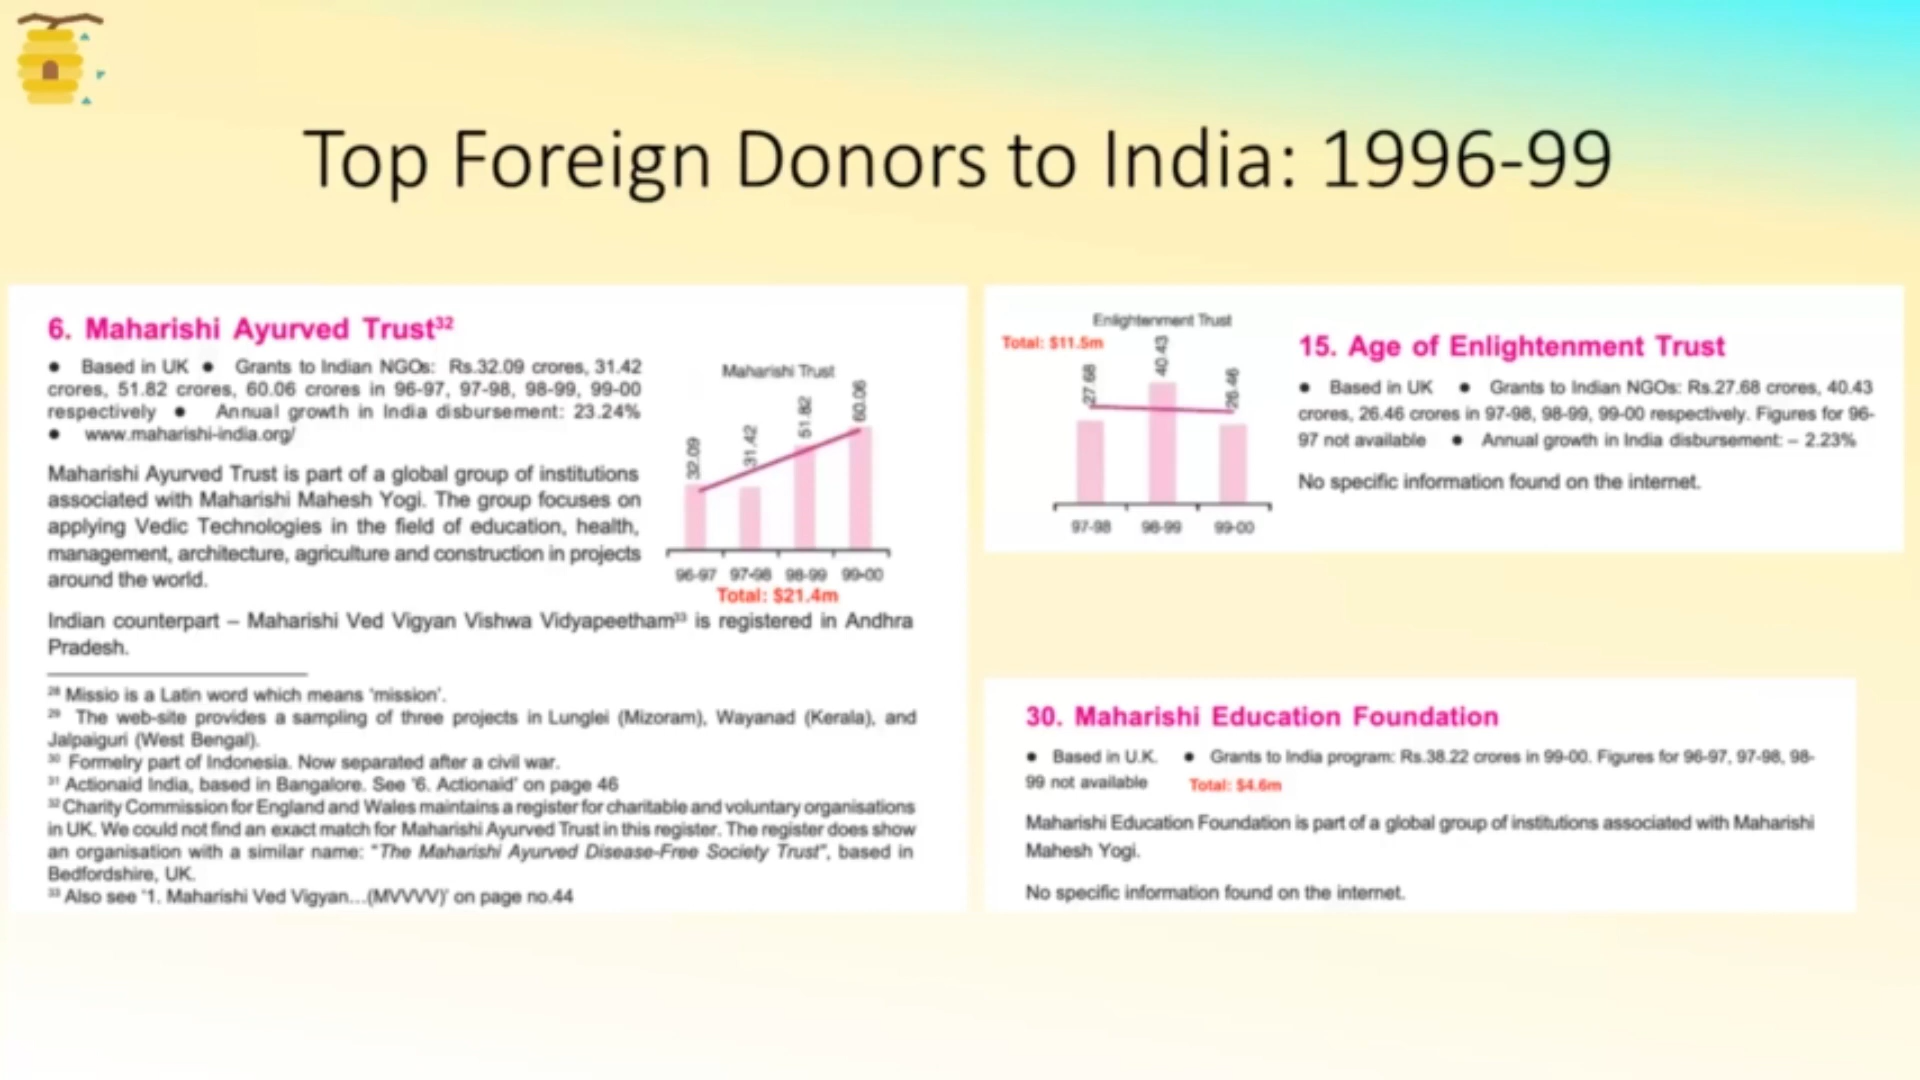 Top Foreign Donors to India: 1996-99
6. Maharishi Ayurved Trust³²
● Based in UK ● Grants to Indian NGOs: Rs.32.09 crores, 31.42
crores, 51.82 crores, 60.06 crores in 96-97, 97-98, 98-99, 99-00
respectively ● Annual growth in India disbursement: 23.24%
● www.maharishi-india.org/
Maharishi Ayurved Trust is part of a global group of institutions
associated with Maharishi Mahesh Yogi. The group focuses on
applying Vedic Technologies in the field of education, health,
management, architecture, agriculture and construction in projects
around the world.
Maharishi Trust
32.09 31.42 51.82 60.06
96-97 97-98 98-99 99-00
Total: $21.4m
Indian counterpart – Maharishi Ved Vigyan Vishwa Vidyapeetham³³ is registered in Andhra
Pradesh.
²⁸ Missio is a Latin word which means 'mission'.
²⁹ The web-site provides a sampling of three projects in Lunglei (Mizoram), Wayanad (Kerala), and
Jalpaiguri (West Bengal).
³⁰ Formelry part of Indonesia. Now separated after a civil war.
³¹ Actionaid India, based in Bangalore. See '6. Actionaid' on page 46
³² Charity Commission for England and Wales maintains a register for charitable and voluntary organisations
in UK. We could not find an exact match for Maharishi Ayurved Trust in this register. The register does show
an organisation with a similar name: "The Maharishi Ayurved Disease-Free Society Trust", based in
Bedfordshire, UK.
³³ Also see '1. Maharishi Ved Vigyan...(MVVVV)' on page no.44
Enlightenment Trust
Total: $11.5m
27.68 40.43 26.46
97-98 98-99 99-00
15. Age of Enlightenment Trust
● Based in UK ● Grants to Indian NGOs: Rs.27.68 crores, 40.43
crores, 26.46 crores in 97-98, 98-99, 99-00 respectively. Figures for 96-
97 not available ● Annual growth in India disbursement: – 2.23%
No specific information found on the internet.
30. Maharishi Education Foundation
● Based in U.K. ● Grants to India program: Rs.38.22 crores in 99-00. Figures for 96-97, 97-98, 98-
99 not available Total: $4.6m
Maharishi Education Foundation is part of a global group of institutions associated with Maharishi
Mahesh Yogi.
No specific information found on the internet.